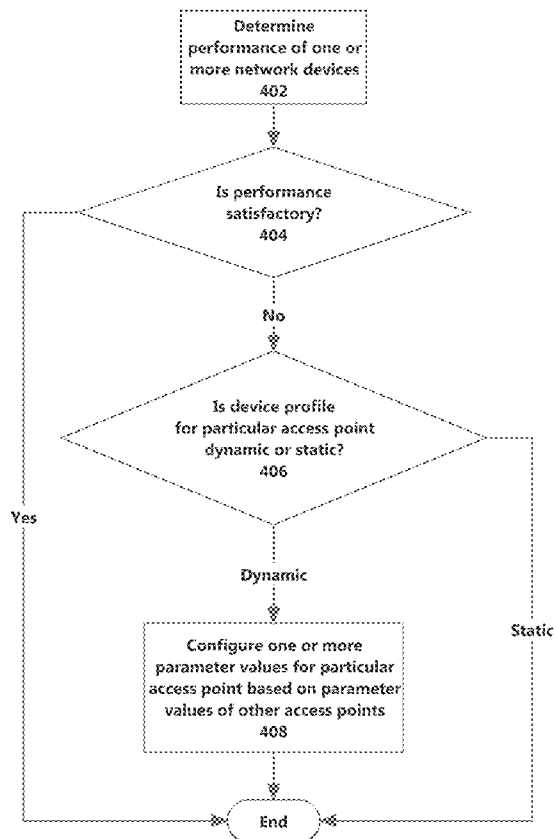 Determine
performance of one or
more network devices
402
Is performance
satisfactory?
404
No
Is device profile
for particular access point
dynamic or static?
406
Yes
Dynamic
Static
Configure one or more
parameter values for particular
access point based on parameter
values of other access points
408
End